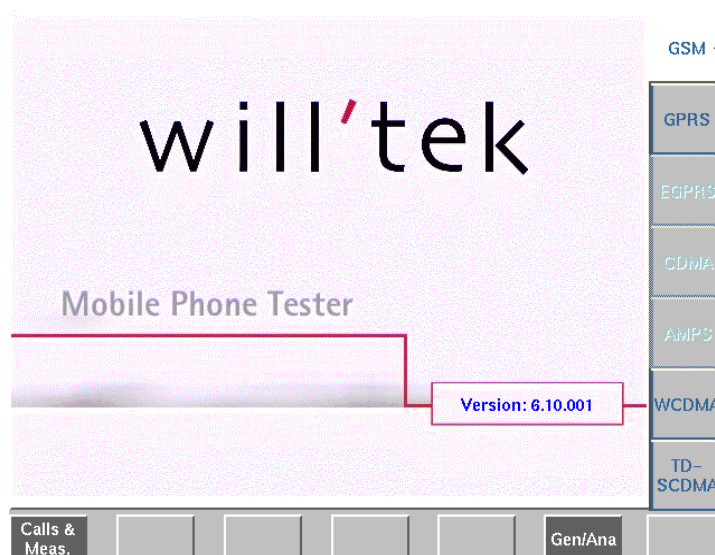 will'tek
Mobile Phone Tester
Version: 6.10.001
GSM
GPRS
EGPRS
CDMA
AMPS
WCDMA
TD-
SCDMA
Calls &
Meas.
Gen/Ana